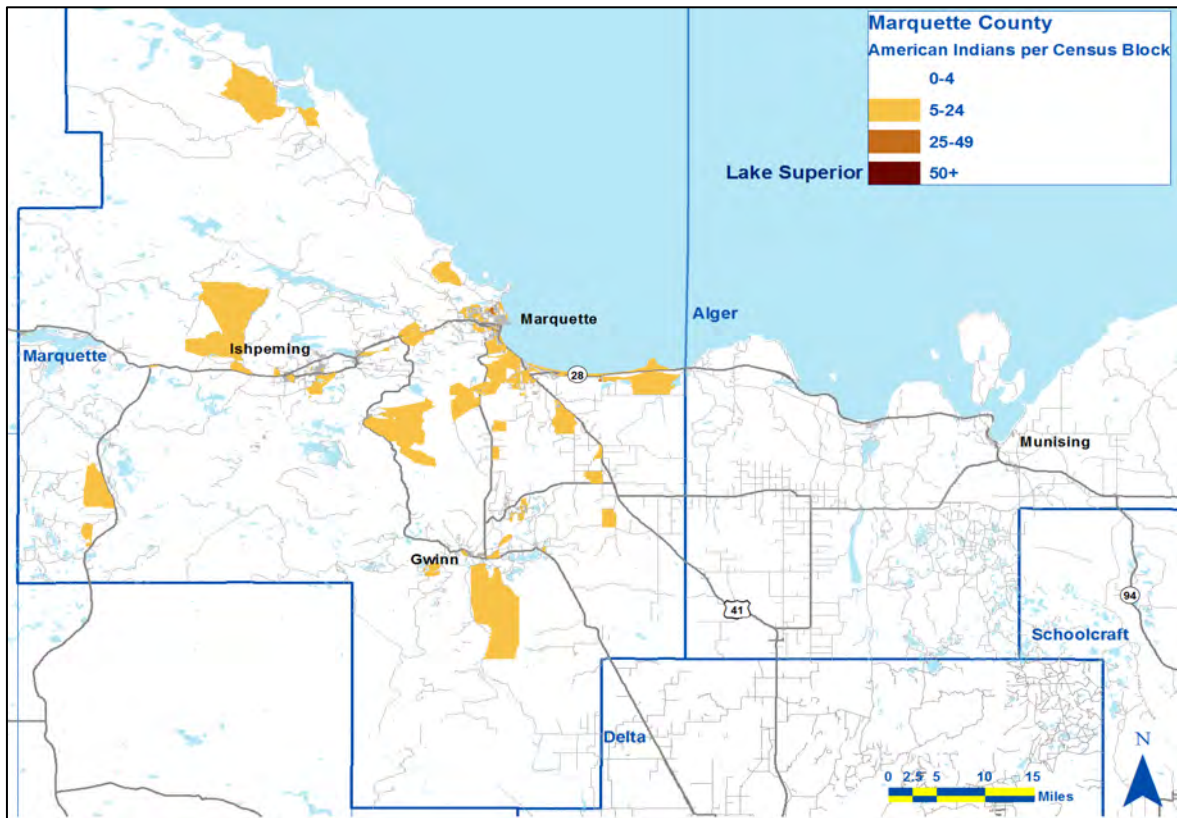 Marquette County
American Indians per Census Block
0-4
5-24
25-49
50+
Lake Superior
Marquette
Alger
Ishpeming
Marquette
28
Munising
Gwinn
41
94
Schoolcraft
Delta
N
0 2.5 5 10 15
Miles